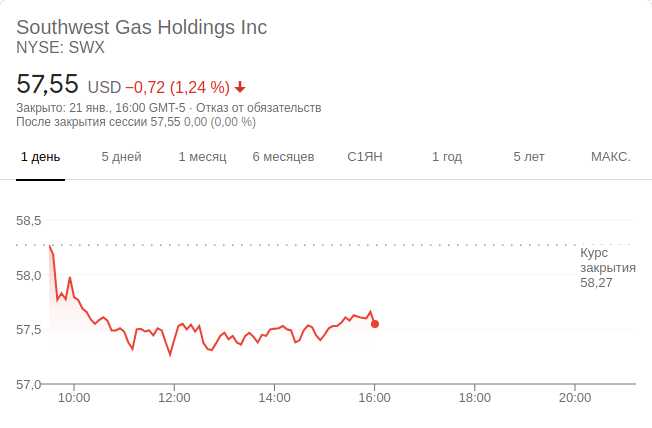 Southwest Gas Holdings Inc
NYSE: SWX
57,55 USD −0,72 (1,24 %)
Закрыто: 21 янв., 16:00 GMT-5 · Отказ от обязательств
После закрытия сессии 57,55 0,00 (0,00 %)
1 день 5 дней 1 месяц 6 месяцев С1ЯН 1 год 5 лет МАКС.
58,5
Курс
закрытия
58,27
58,0
57,5
57,0
10:00 12:00 14:00 16:00 18:00 20:00